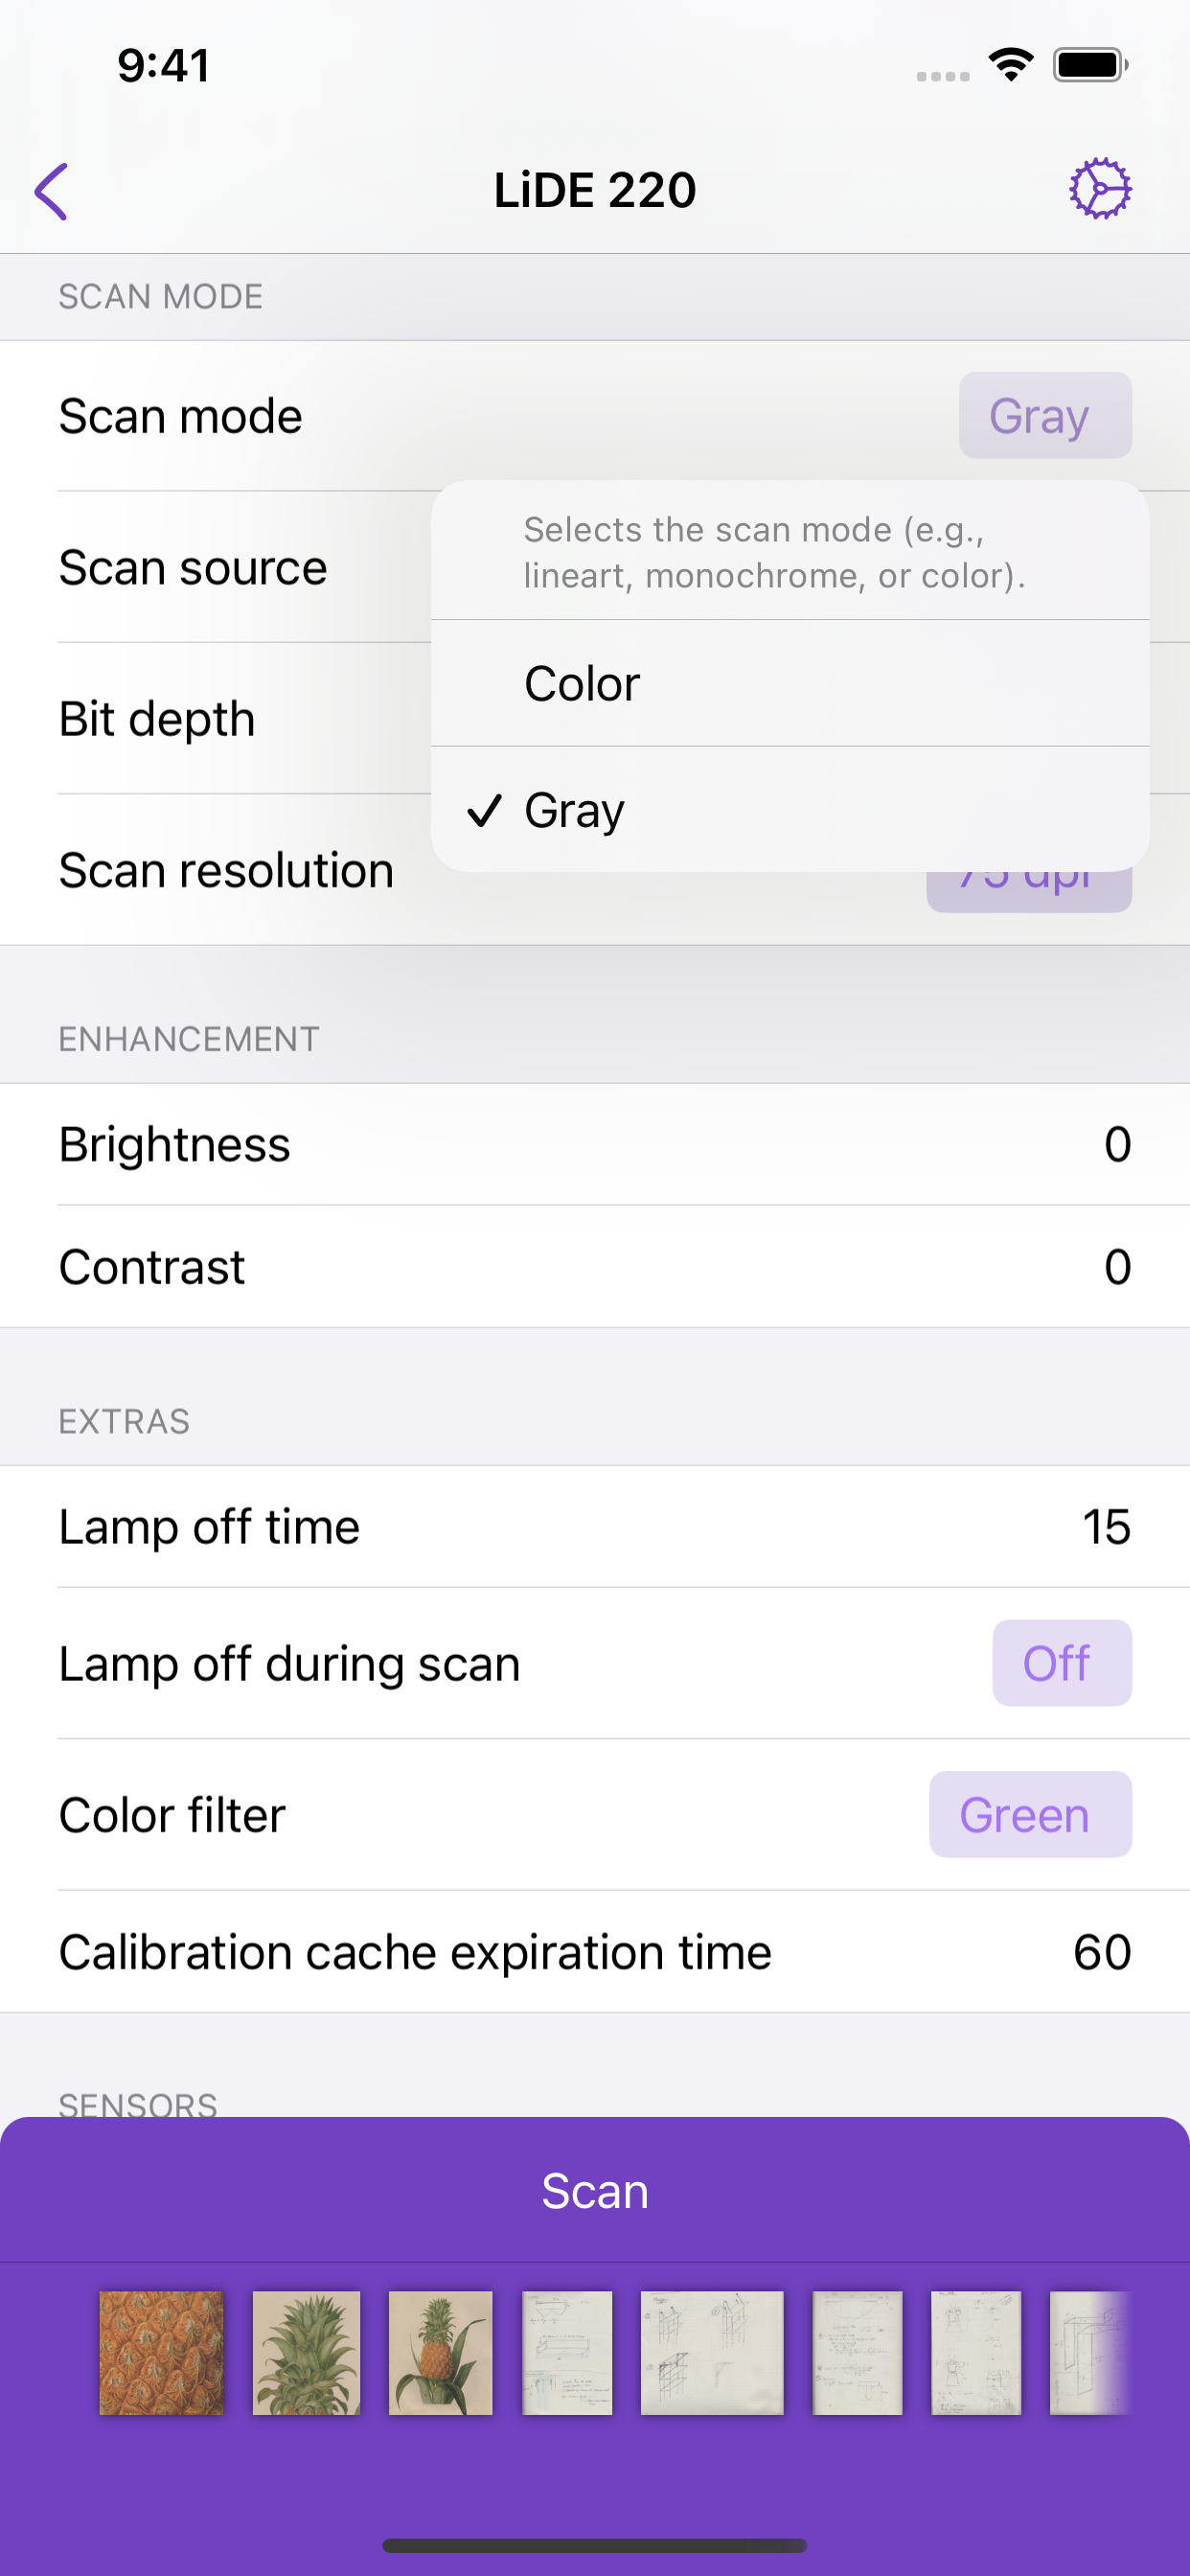 9:41
LiDE 220
SCAN MODE
Scan mode
Gray
Selects the scan mode (e.g.,
lineart, monochrome, or color).
Scan source
Color
Bit depth
Gray
Scan resolution
75 dpi
ENHANCEMENT
Brightness
0
Contrast
0
EXTRAS
Lamp off time
15
Lamp off during scan
Off
Color filter
Green
Calibration cache expiration time
60
SENSORS
Scan